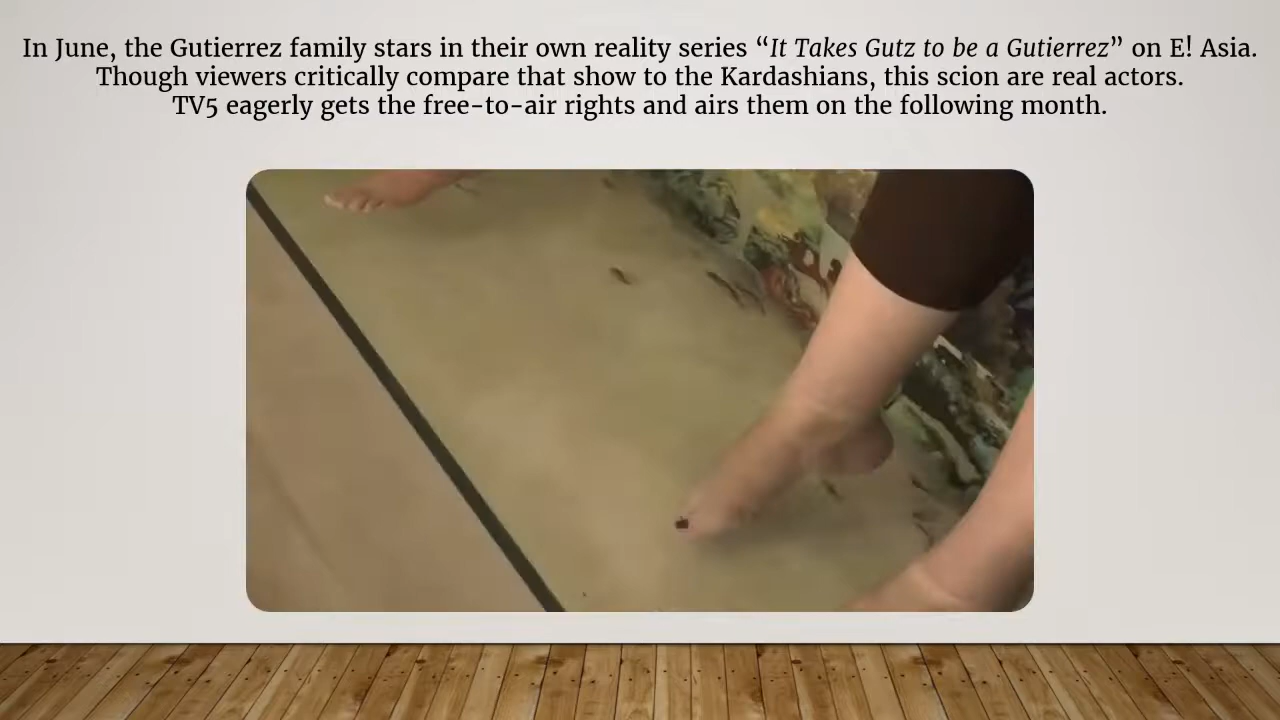 In June, the Gutierrez family stars in their own reality series “It Takes Gutz to be a Gutierrez” on E! Asia.
Though viewers critically compare that show to the Kardashians, this scion are real actors.
TV5 eagerly gets the free-to-air rights and airs them on the following month.